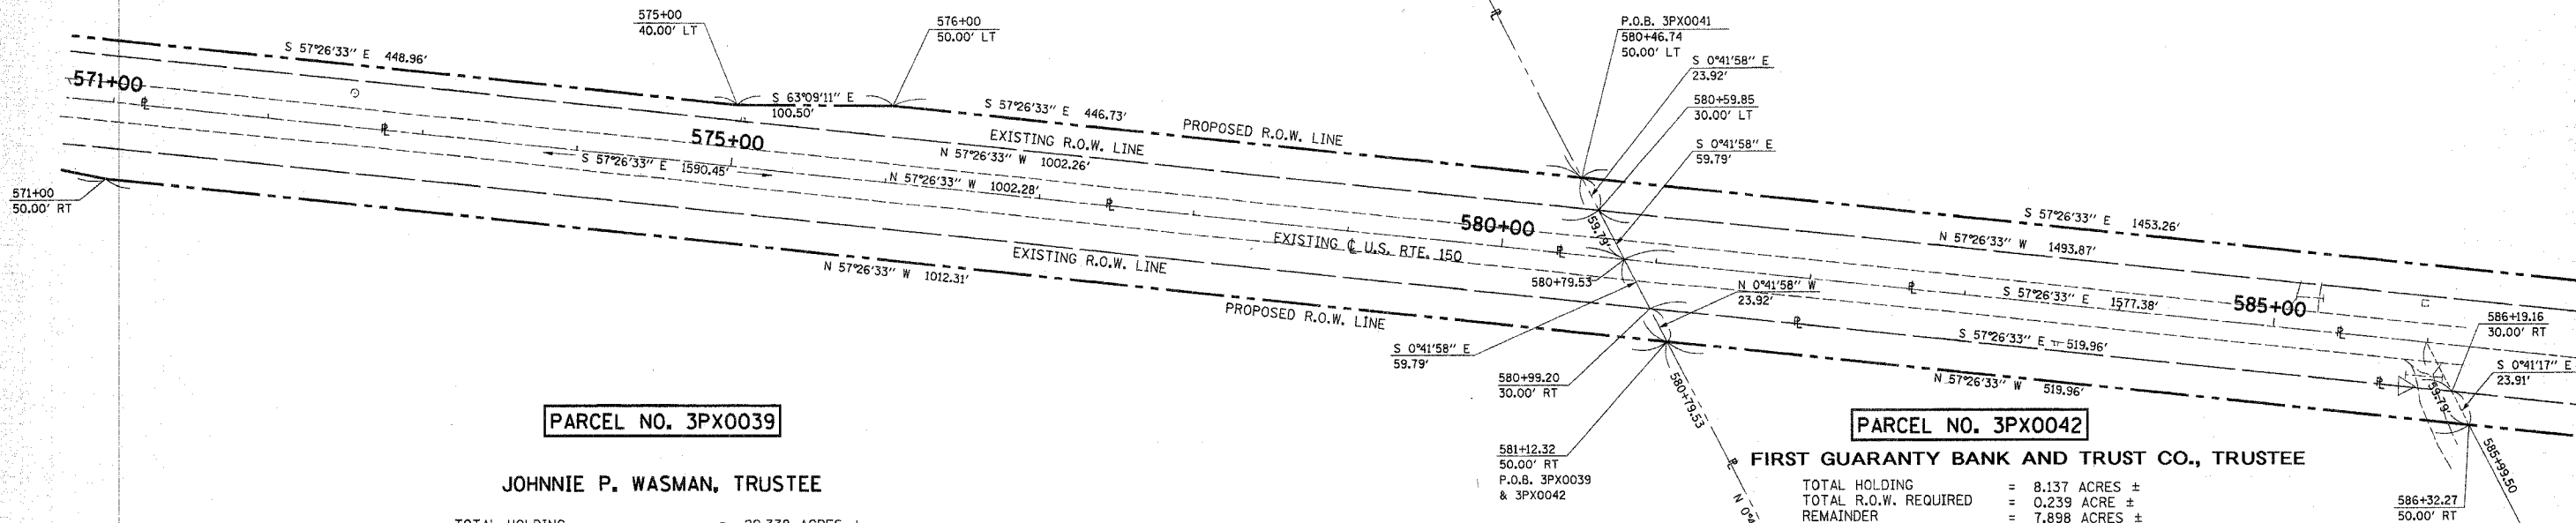 575+00
40.00' LT
576+00
50.00' LT
P.O.B. 3PX0041
580+46.74
50.00' LT
S 0°41'58" E
23.92'
580+59.85
30.00' LT
S 0°41'58" E
59.79'
S 57°26'33" E 448.96'
571+00
S 63°09'11" E
100.50'
S 57°26'33" E 446.73'
PROPOSED R.O.W. LINE
575+00
EXISTING R.O.W. LINE
N 57°26'33" W 1002.26'
S 57°26'33" E 1590.45'
N 57°26'33" W 1002.28'
571+00
50.00' RT
580+00
59.79'
EXISTING ℄ U.S. RTE. 150
EXISTING R.O.W. LINE
N 57°26'33" W 1012.31'
PROPOSED R.O.W. LINE
580+79.53
N 0°41'58" W
23.92'
S 0°41'58" E
59.79'
580+99.20
30.00' RT
580+79.53
581+12.32
50.00' RT
P.O.B. 3PX0039
& 3PX0042
S 57°26'33" E 1453.26'
N 57°26'33" W 1493.87'
S 57°26'33" E 1577.38'
585+00
S 57°26'33" E 519.96'
N 57°26'33" W 519.96'
586+19.16
30.00' RT
S 0°41'17" E
23.91'
59.79'
585+99.50
586+32.27
50.00' RT
PARCEL NO. 3PX0039
JOHNNIE P. WASMAN, TRUSTEE
PARCEL NO. 3PX0042
FIRST GUARANTY BANK AND TRUST CO., TRUSTEE
TOTAL HOLDING = 8.137 ACRES ±
TOTAL R.O.W. REQUIRED = 0.239 ACRE ±
REMAINDER = 7.898 ACRES ±